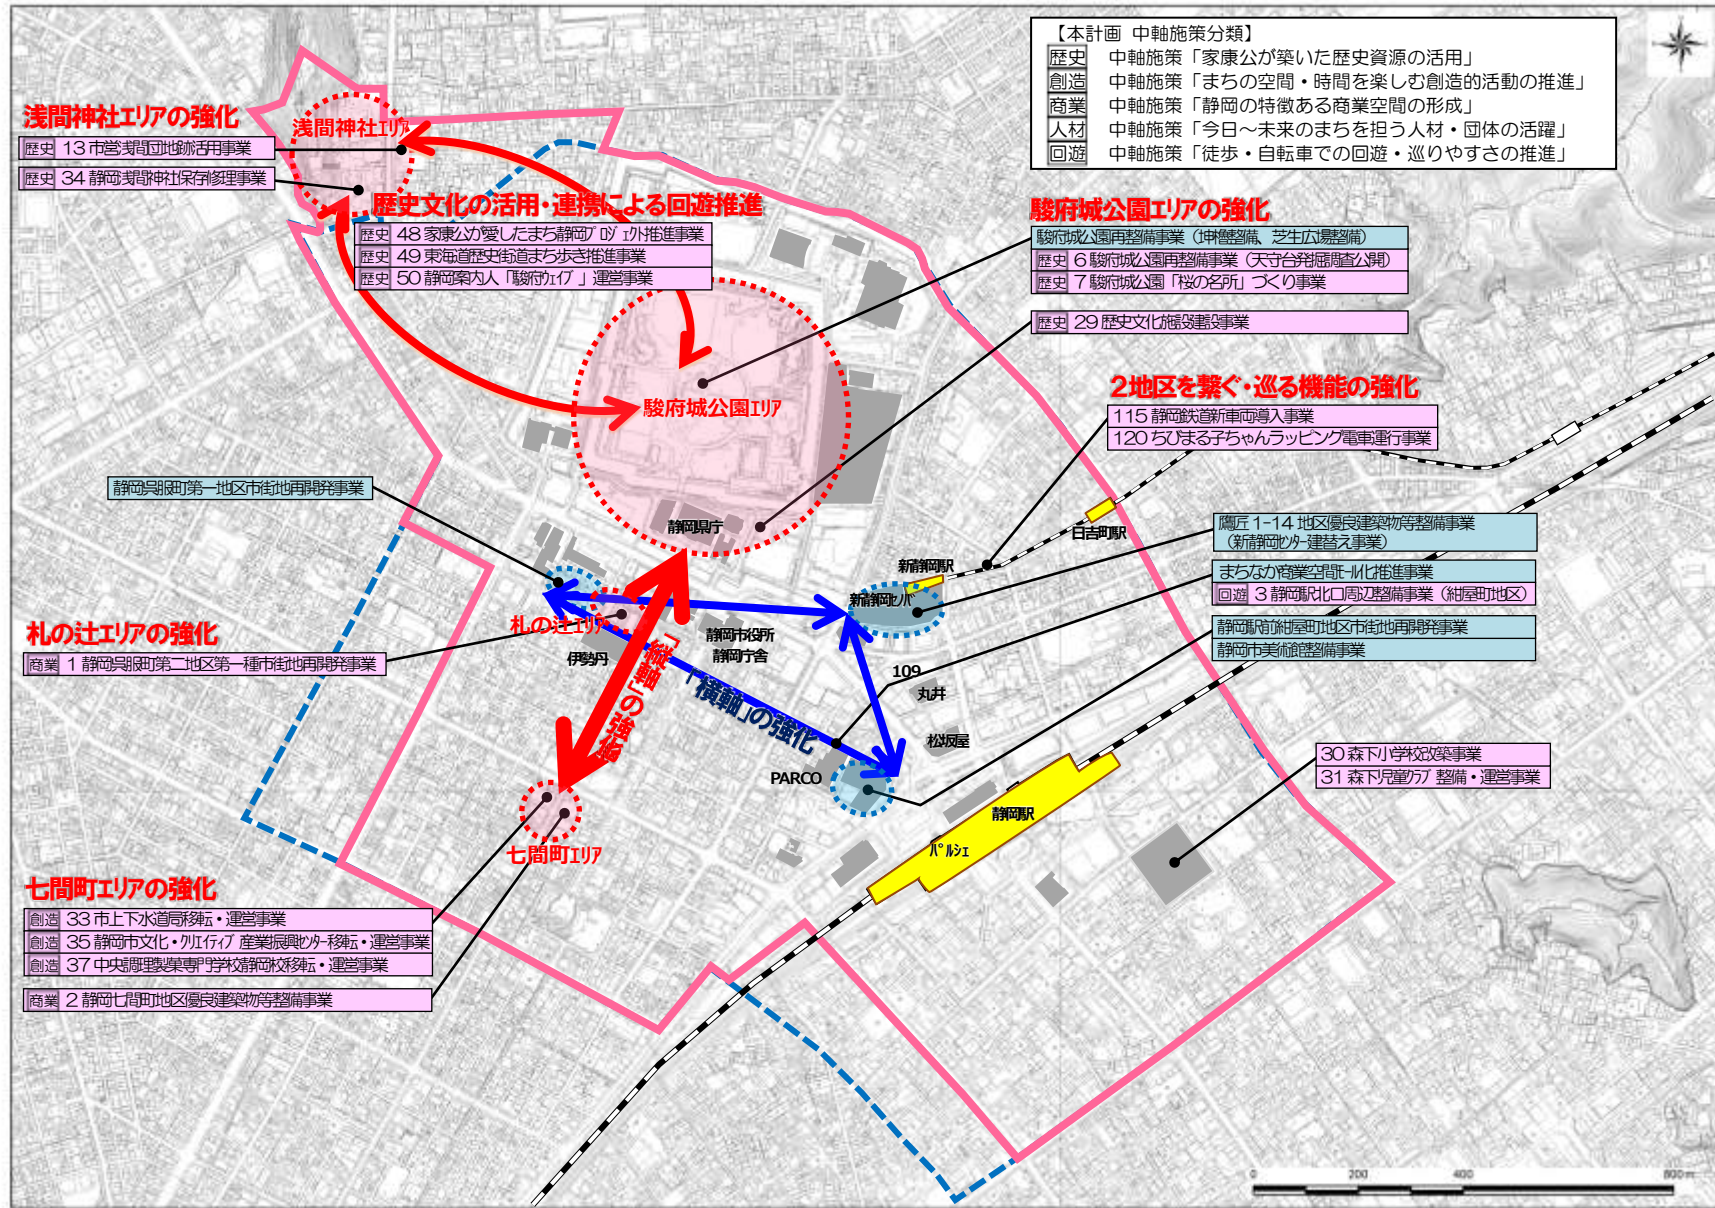 【本計画 中軸施策分類】
歴史 中軸施策「家康公が築いた歴史資源の活用」
創造 中軸施策「まちの空間・時間を楽しむ創造的活動の推進」
商業 中軸施策「静岡の特徴ある商業空間の形成」
人材 中軸施策「今日～未来のまちを担う人材・団体の活躍」
回遊 中軸施策「徒歩・自転車での回遊・巡りやすさの推進」
浅間神社エリアの強化
歴史 13 市営浅間団地跡活用事業
歴史 34 静岡浅間神社保存修理事業
浅間神社ｴﾘｱ
歴史文化の活用・連携による回遊推進
歴史 48 家康公が愛したまち静岡ﾌﾟﾛｼﾞｪｸﾄ推進事業
歴史 49 東海道歴史街道まち歩き推進事業
歴史 50 静岡案内人「駿府ｳｪｲﾌﾞ」運営事業
駿府城公園エリアの強化
駿府城公園再整備事業（坤櫓整備、芝生広場整備）
歴史 6 駿府城公園再整備事業（天守台発掘調査公開）
歴史 7 駿府城公園「桜の名所」づくり事業
歴史 29 歴史文化施設建設事業
駿府城公園ｴﾘｱ
2地区を繋ぐ・巡る機能の強化
115 静岡鉄道新車両導入事業
120 ちびまる子ちゃんラッピング電車運行事業
静岡呉服町第一地区市街地再開発事業
静岡県庁
日吉町駅
新静岡駅
新静岡ｾﾉﾊﾞ
鷹匠 1-14 地区優良建築物等整備事業
（新静岡ｾﾝﾀｰ建替え事業）
まちなか商業空間ﾓｰﾙ化推進事業
回遊 3 静岡駅北口周辺整備事業（紺屋町地区）
静岡駅前紺屋町地区市街地再開発事業
静岡市美術館整備事業
札の辻エリアの強化
商業 1 静岡呉服町第二地区第一種市街地再開発事業
札の辻ｴﾘｱ
伊勢丹
静岡市役所
静岡庁舎
「縦軸」の強化
「横軸」の強化
109
丸井
松坂屋
PARCO
静岡駅
ﾊﾟﾙｼｪ
30 森下小学校改築事業
31 森下児童ｸﾗﾌﾞ整備・運営事業
七間町ｴﾘｱ
七間町エリアの強化
創造 33 市上下水道局移転・運営事業
創造 35 静岡市文化・ｸﾘｴｲﾃｨﾌﾞ産業振興ｾﾝﾀｰ移転・運営事業
創造 37 中央調理製菓専門学校静岡校移転・運営事業
商業 2 静岡七間町地区優良建築物等整備事業
0 200 400 800 m